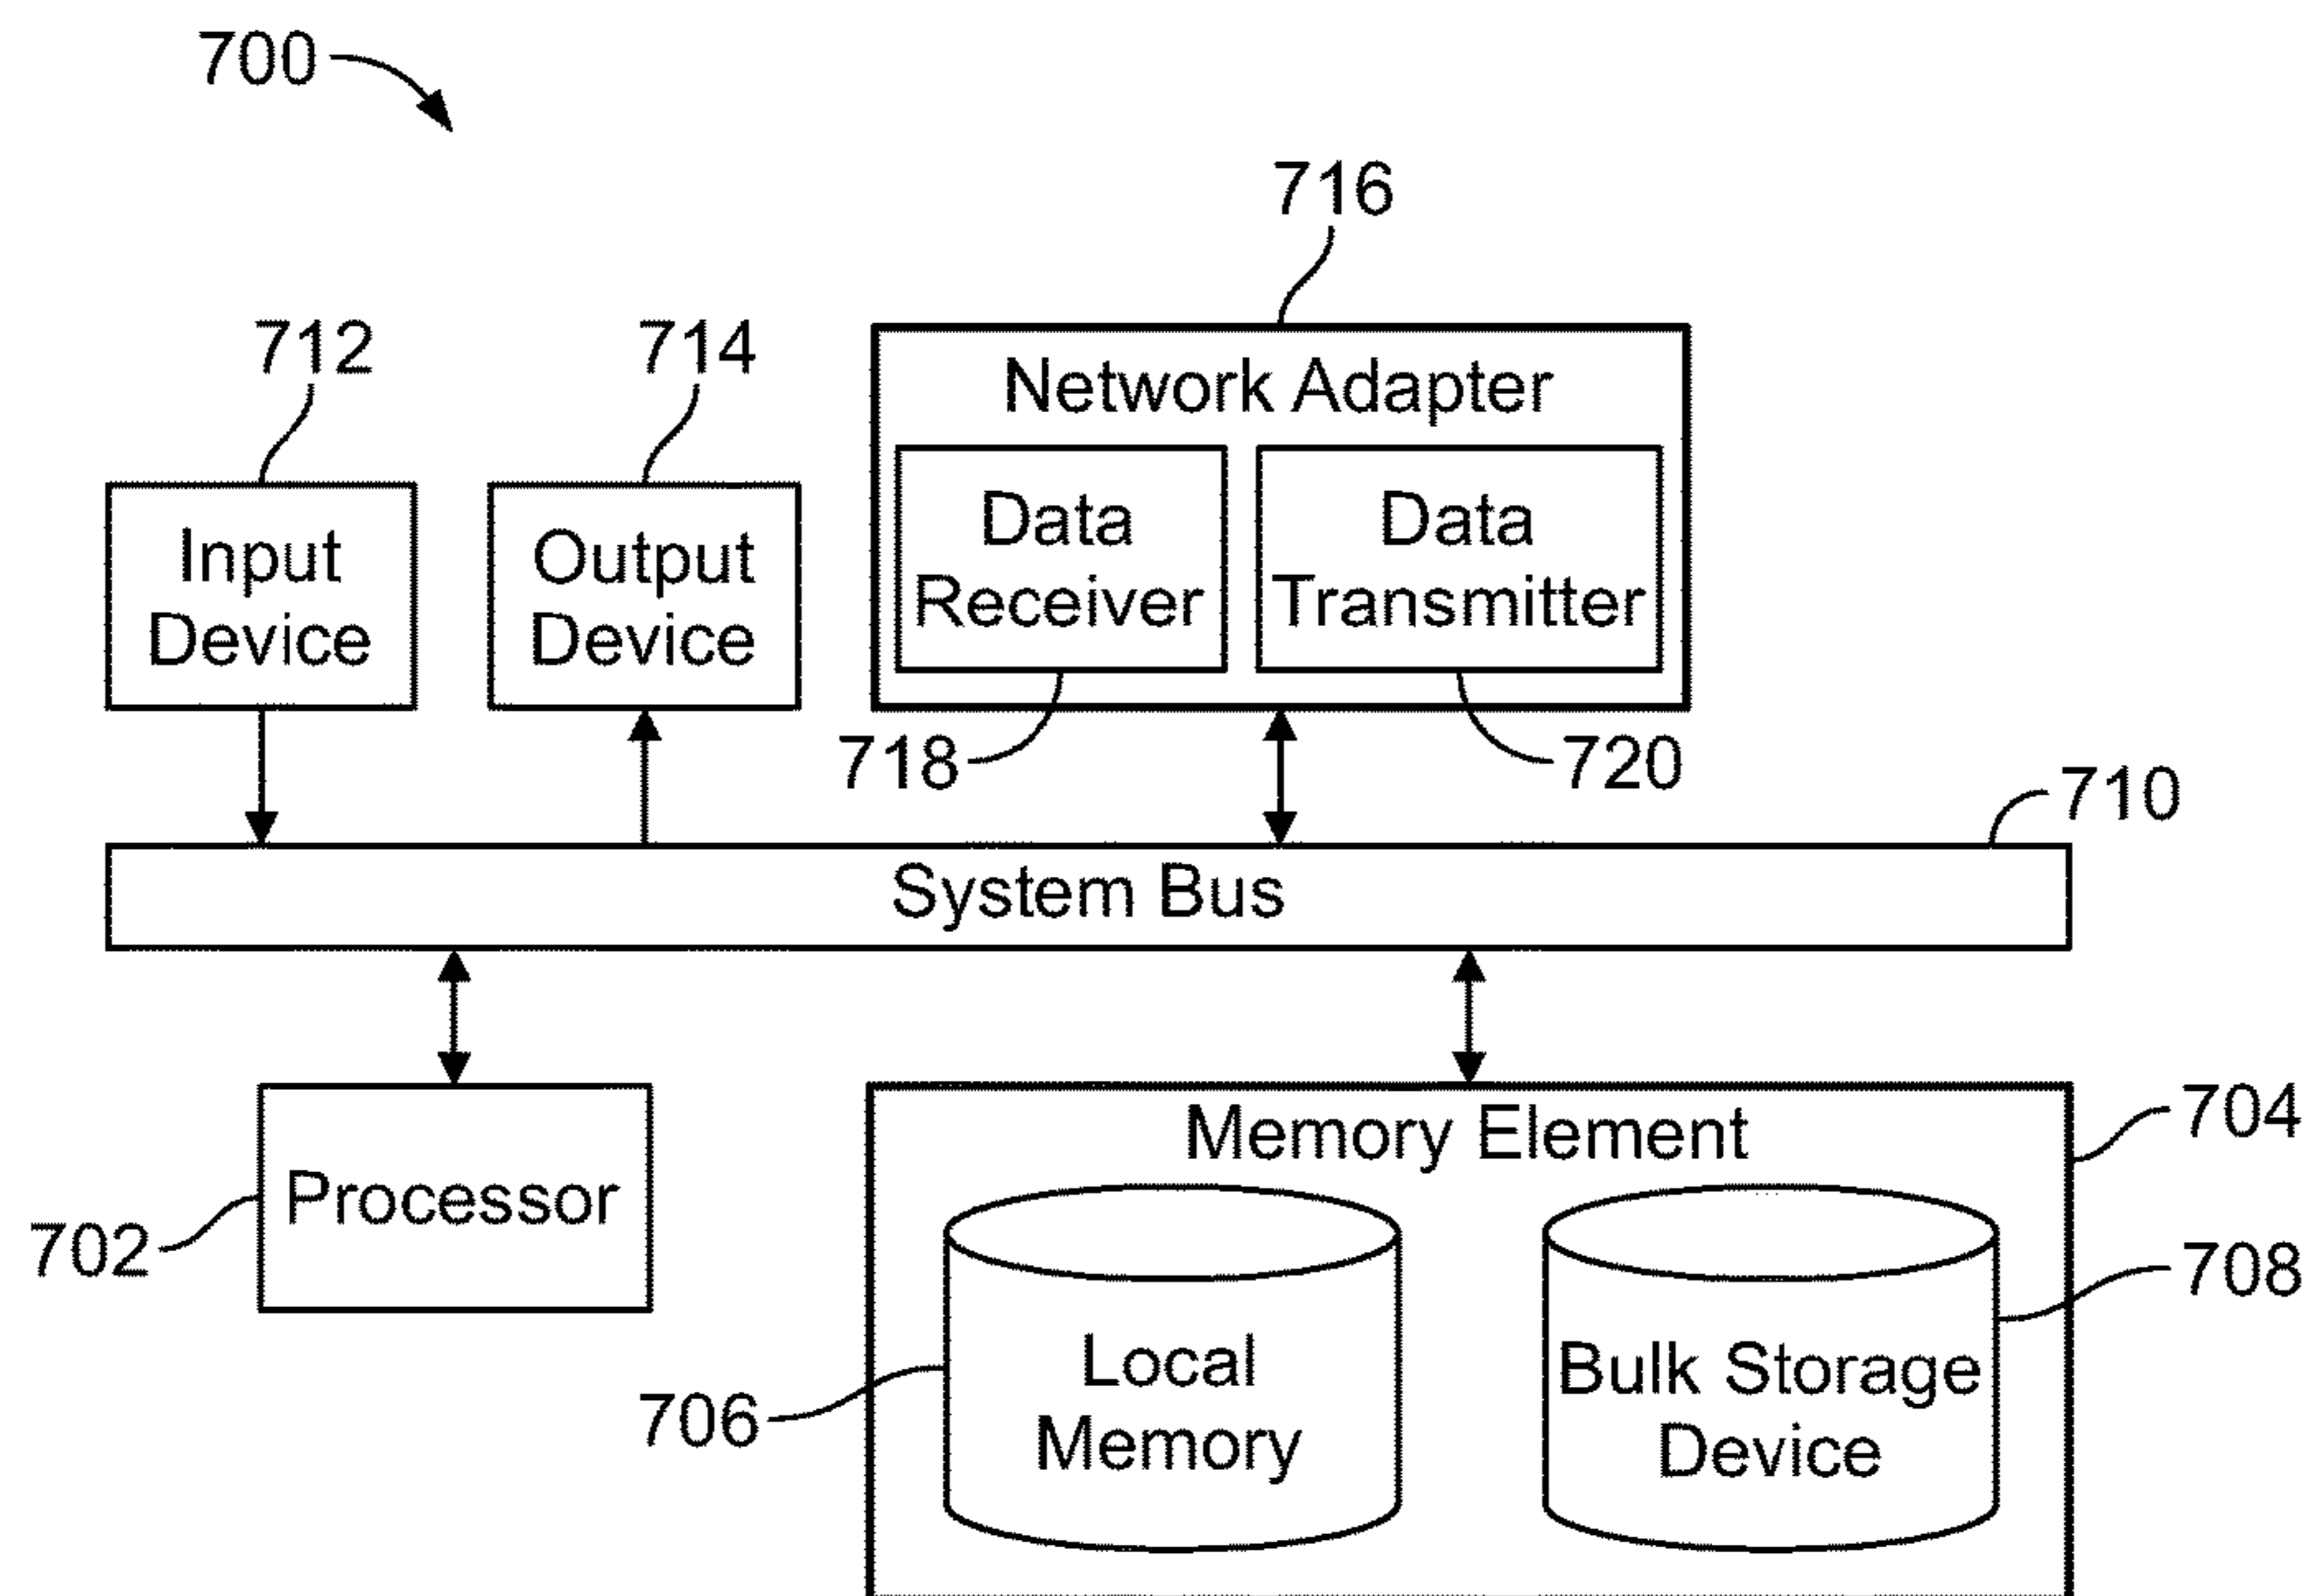 700
716
712
714
Network Adapter
Input
Device
Output
Device
Data
Receiver
Data
Transmitter
718
720
710
System Bus
702
Processor
Memory Element
704
706
Local
Memory
Bulk Storage
Device
708